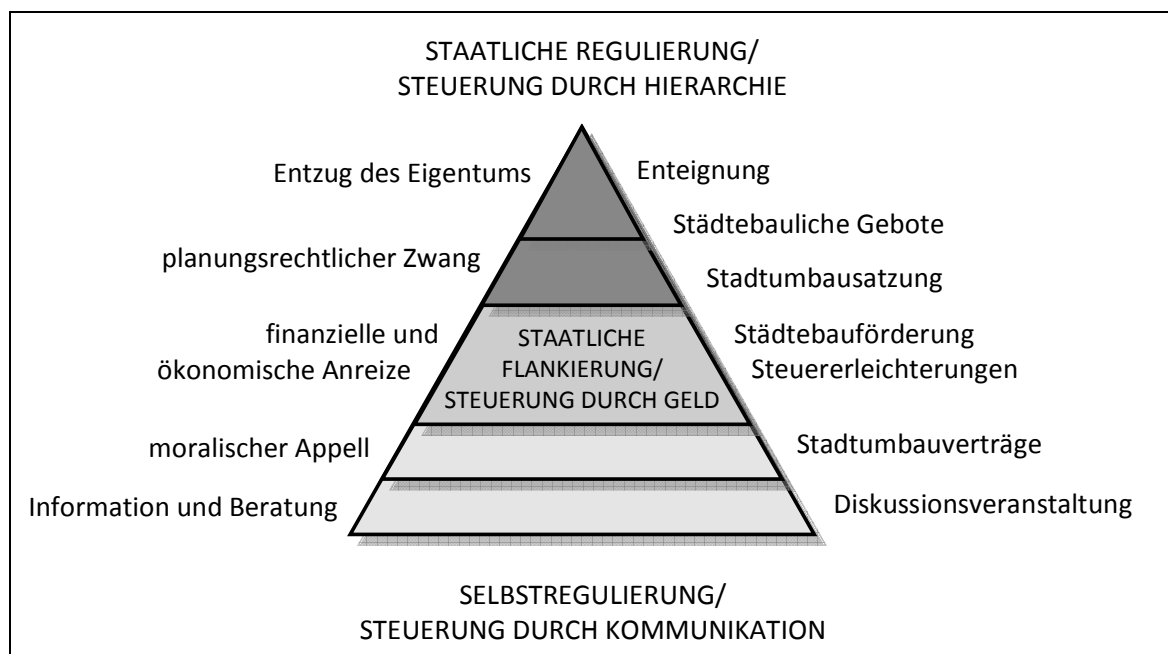 STAATLICHE REGULIERUNG/
STEUERUNG DURCH HIERARCHIE
Entzug des Eigentums
Enteignung
Städtebauliche Gebote
planungsrechtlicher Zwang
Stadtumbausatzung
finanzielle und
ökonomische Anreize
STAATLICHE
FLANKIERUNG/
STEUERUNG DURCH GELD
Städtebauförderung
Steuererleichterungen
moralischer Appell
Stadtumbauverträge
Information und Beratung
Diskussionsveranstaltung
SELBSTREGULIERUNG/
STEUERUNG DURCH KOMMUNIKATION